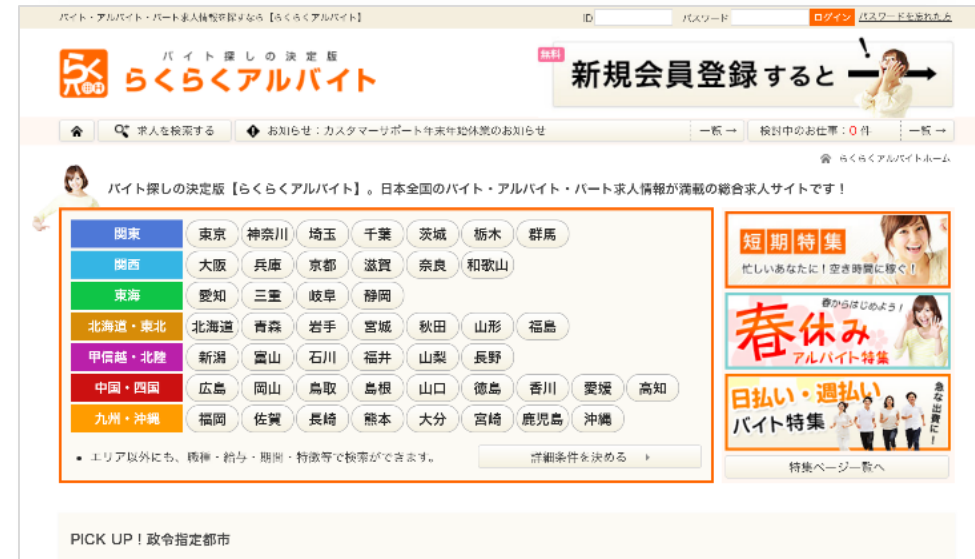 バイト・アルバイト・パート求人情報を探すなら【らくらくアルバイト】 ID パスワード ログイン パスワードを忘れた方
らく
バイト探しの決定版
らくらくアルバイト
無料
新規会員登録すると
求人を検索する お知らせ：カスタマーサポート年末年始休業のお知らせ 一覧→ 検討中のお仕事：0 件 一覧→
らくらくアルバイトホーム
バイト探しの決定版【らくらくアルバイト】。日本全国のバイト・アルバイト・パート求人情報が満載の総合求人サイトです！
関東 東京 神奈川 埼玉 千葉 茨城 栃木 群馬
関西 大阪 兵庫 京都 滋賀 奈良 和歌山
東海 愛知 三重 岐阜 静岡
北海道・東北 北海道 青森 岩手 宮城 秋田 山形 福島
甲信越・北陸 新潟 富山 石川 福井 山梨 長野
中国・四国 広島 岡山 鳥取 島根 山口 徳島 香川 愛媛 高知
九州・沖縄 福岡 佐賀 長崎 熊本 大分 宮崎 鹿児島 沖縄
• エリア以外にも、職種・給与・期間・特徴等で検索ができます。 詳細条件を決める
短期特集
忙しいあなたに！空き時間に稼ぐ！
春からはじめよう！
春休み
アルバイト特集
日払い・週払い
バイト特集
急な出費に！
特集ページ一覧へ
PICK UP！政令指定都市